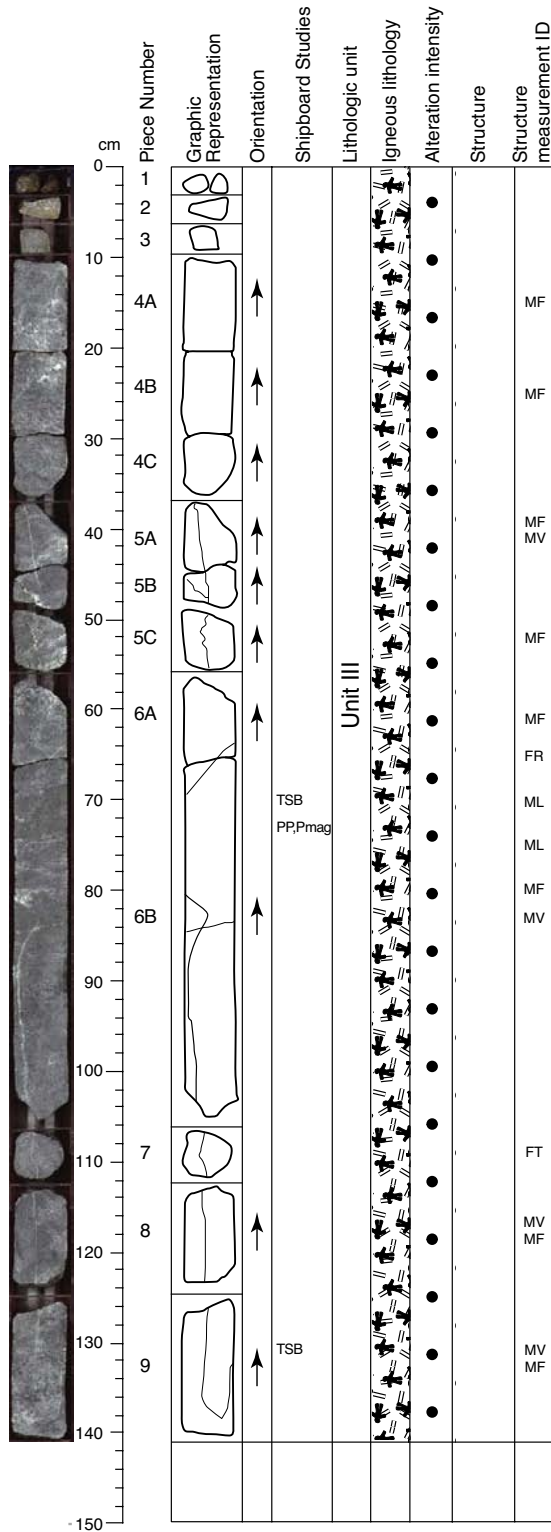 cm
Piece Number
Graphic
Representation
Orientation
Shipboard Studies
Lithologic unit
Igneous lithology
Alteration intensity
Structure
Structure
measurement ID
0
1
2
3
10
4A
MF
20
4B
MF
30
4C
40
5A
MF
MV
5B
50
5C
MF
Unit III
60
6A
MF
FR
70
TSB
ML
PP,Pmag
ML
80
MF
6B
MV
90
100
7
FT
110
8
MV
MF
120
130
TSB
MV
9
MF
140
150